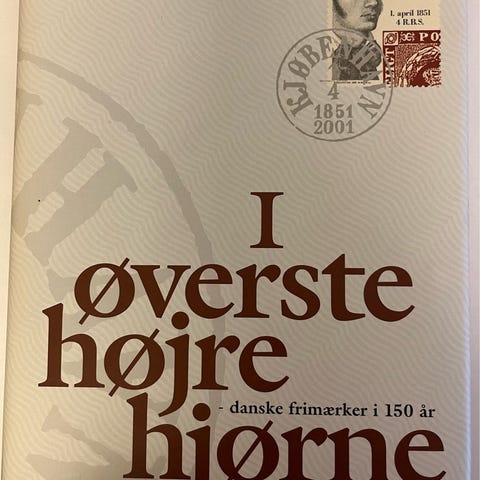 1. april 1851
4 R.B.S.
KJØBENHAVN
4
1851
2001
I
øverste
højre
- danske frimærker i 150 år
hjørne